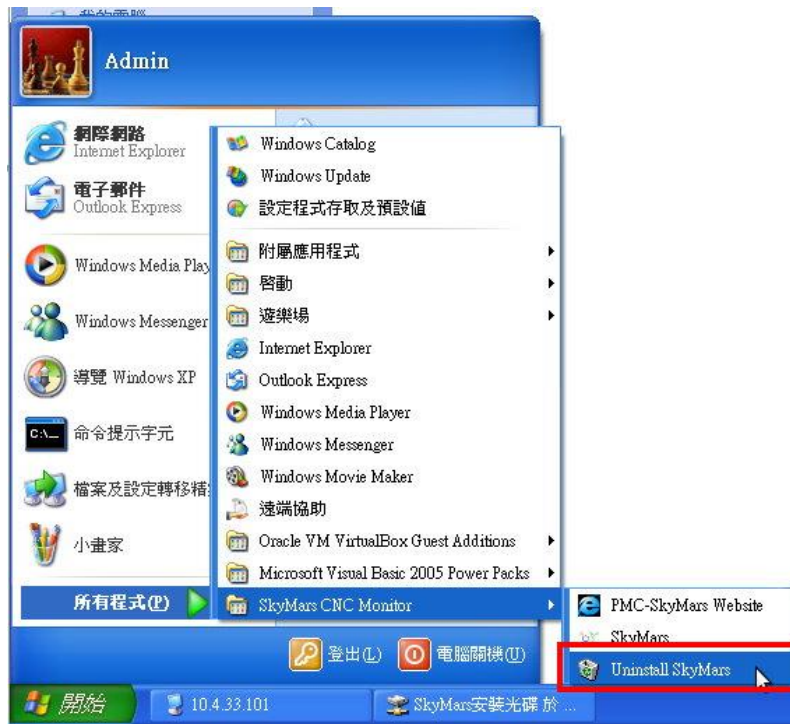 我的電腦
Admin
網際網路
Internet Explorer
電子郵件
Outlook Express
Windows Media Play
Windows Messenger
導覽 Windows XP
C:\_
命令提示字元
檔案及設定轉移精
小畫家
所有程式(P)
Windows Catalog
Windows Update
設定程式存取及預設值
附屬應用程式
啓動
遊樂場
Internet Explorer
Outlook Express
Windows Media Player
Windows Messenger
Windows Movie Maker
遠端協助
Oracle VM VirtualBox Guest Additions
Microsoft Visual Basic 2005 Power Packs
SkyMars CNC Monitor
PMC-SkyMars Website
SkyMars
Uninstall SkyMars
登出(L)
電腦關機(U)
開始
10.4.33.101
SkyMars安裝光碟 於 ...